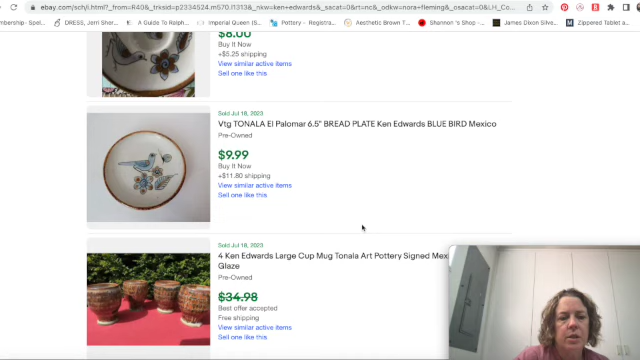 ebay.com/sch/i.html?_from=R40&_trksid=p2334524.m570.l1313&_nkw=ken+edwards&_sacat=0&rt=nc&_odkw=nora+fleming&_osacat=0&LH_Co...
mbership - Spel...
DRESS, Jerri Sher...
A Guide To Ralph...
Imperial Queen (S...
Pottery - Registra...
Aesthetic Brown T...
Shannon 's Shop -...
James Dixon Silve...
Zippered Tablet a...
$8.00
Buy It Now
+$5.25 shipping
View similar active items
Sell one like this
Sold Jul 18, 2023
Vtg TONALA El Palomar 6.5" BREAD PLATE Ken Edwards BLUE BIRD Mexico
Pre-Owned
$9.99
Buy It Now
+$11.80 shipping
View similar active items
Sell one like this
Sold Jul 18, 2023
4 Ken Edwards Large Cup Mug Tonala Art Pottery Signed Mex
Glaze
Pre-Owned
$34.98
Best offer accepted
Free shipping
View similar active items
Sell one like this